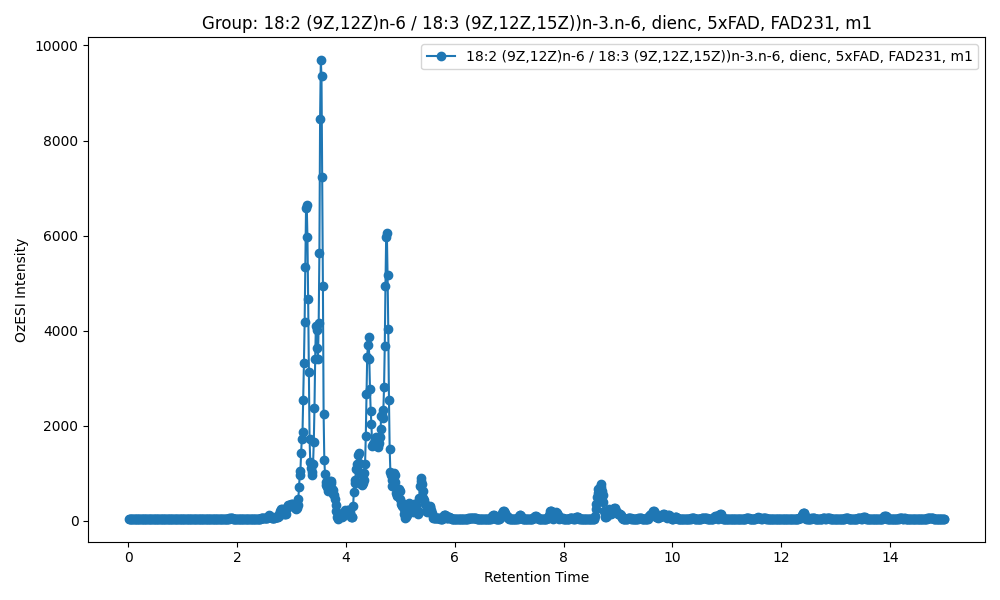 Group: 18:2 (9Z,12Z)n-6 / 18:3 (9Z,12Z,15Z))n-3.n-6, dienc, 5xFAD, FAD231, m1
18:2 (9Z,12Z)n-6 / 18:3 (9Z,12Z,15Z))n-3.n-6, dienc, 5xFAD, FAD231, m1
10000
8000
6000
4000
2000
0
OzESI Intensity
0 2 4 6 8 10 12 14
Retention Time